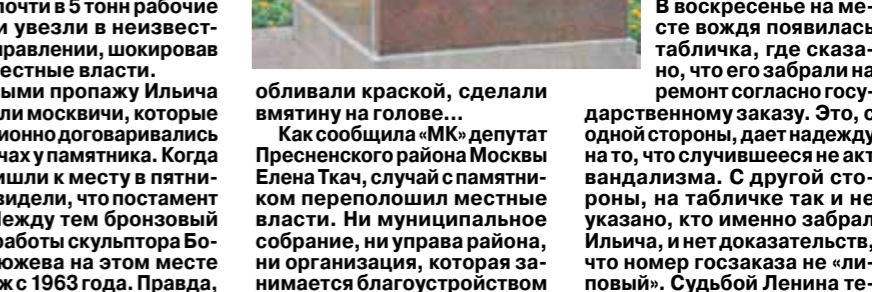 почти в 5 тонн рабочие
увезли в неизвест-
шокировав
местные власти.
пропажу Ильича
москвичи, которые
договаривались
у памятника. Когда
к месту в пятни-
что постамент
Между тем бронзовый
работы скульптора Бо-
на этом месте
с 1963 года. Правда,
обливали краской, сделали
вмятину на голове...
Как сообщила «МК» депутат
Пресненского района Москвы
Елена Ткач, случай с памятни-
ком переполошил местные
власти. Ни муниципальное
собрание, ни управа района,
ни организация, которая за-
нимается благоустройством
В воскресенье на ме-
сте вождя появилась
табличка, где сказа-
но, что его забрали на
ремонт согласно госу-
дарственному заказу. Это, с
одной стороны, дает надежду
на то, что случившееся не акт
вандализма. С другой сто-
роны, на табличке так и не
указано, кто именно забрал
Ильича, и нет доказательств,
что номер госзаказа не «ли-
повый». Судьбой Ленина те-